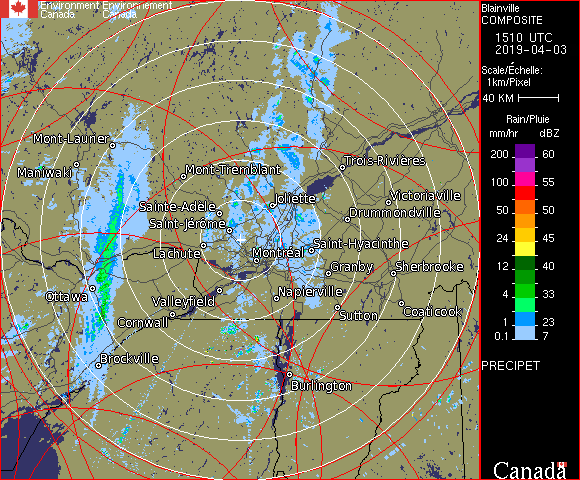 Environment Environnement
Canada Canada
Blainville
COMPOSITE
1510 UTC
2019-04-03
Scale/Échelle:
1km/Pixel
40 KM
Rain/Pluie
mm/hr dBZ
200 60
100 55
50 50
24 45
12 40
4 33
1 23
0.1 7
PRECIPET
Canada
Mont-Laurier
Maniwaki
Mont-Tremblant
Trois-Rivières
Sainte-Adèle
Joliette
Victoriaville
Drummondville
Saint-Jérôme
Lachute
Montréal
Saint-Hyacinthe
Granby
Sherbrooke
Ottawa
Valleyfield
Napierville
Cornwall
Sutton
Coaticook
Brockville
Burlington